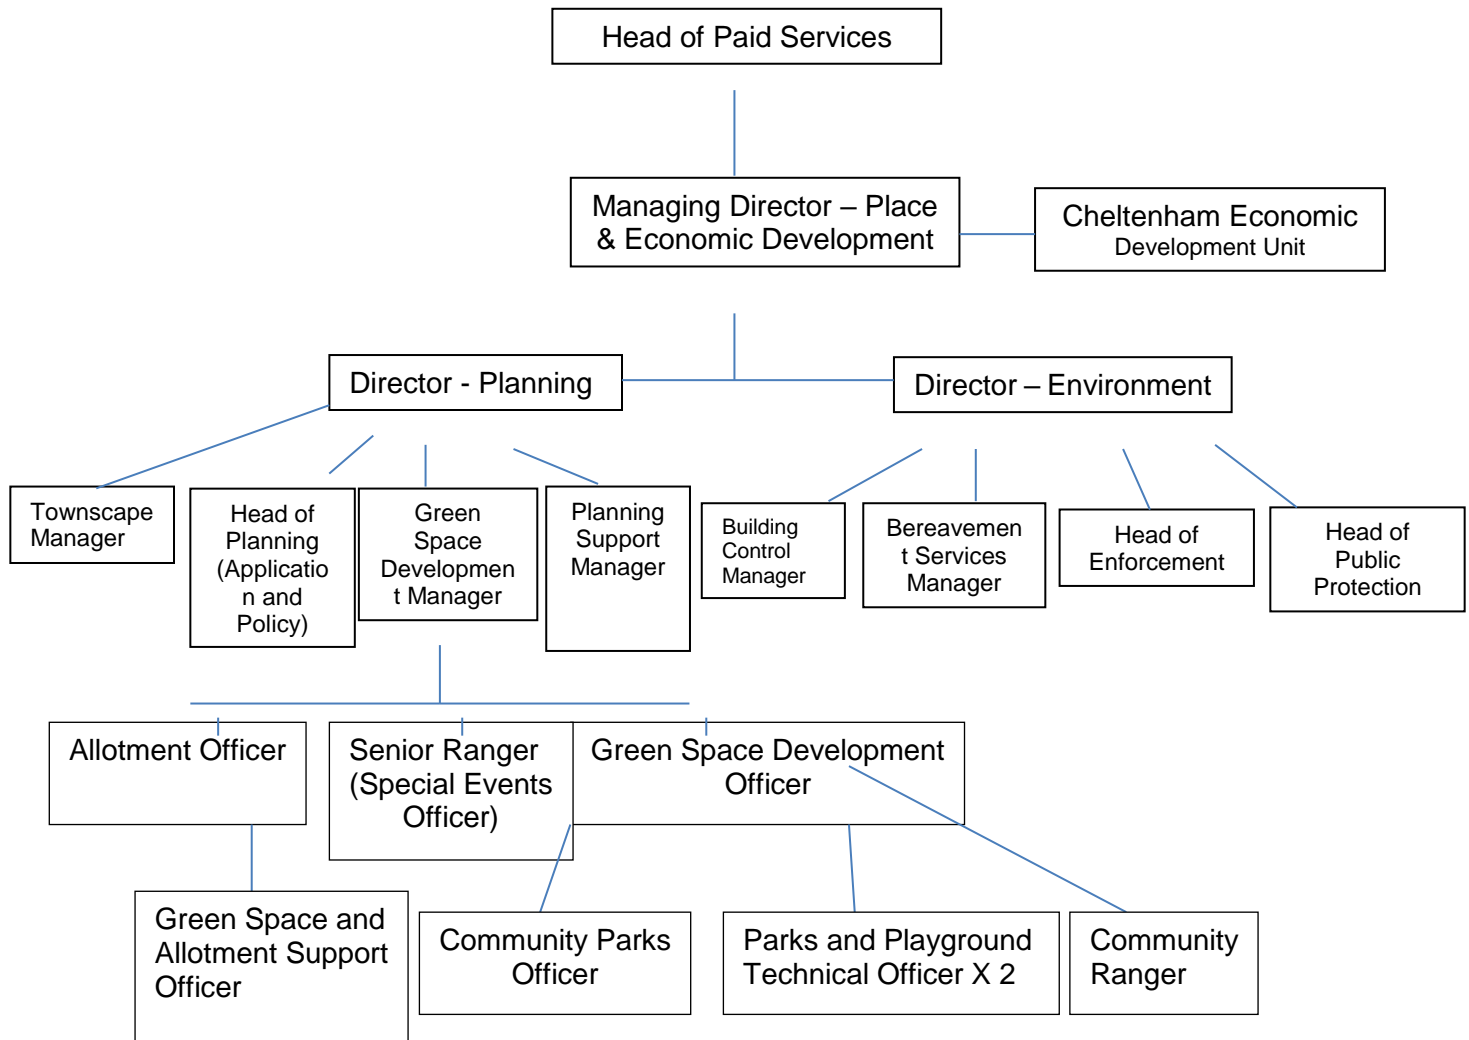 Head of Paid Services
Managing Director – Place
& Economic Development
Cheltenham Economic
Development Unit
Director - Planning
Director – Environment
Townscape
Manager
Head of
Planning
(Applicatio
n and
Policy)
Green
Space
Developmen
t Manager
Planning
Support
Manager
Building
Control
Manager
Bereavemen
t Services
Manager
Head of
Enforcement
Head of
Public
Protection
Allotment Officer
Senior Ranger
(Special Events
Officer)
Green Space Development
Officer
Green Space and
Allotment Support
Officer
Community Parks
Officer
Parks and Playground
Technical Officer X 2
Community
Ranger